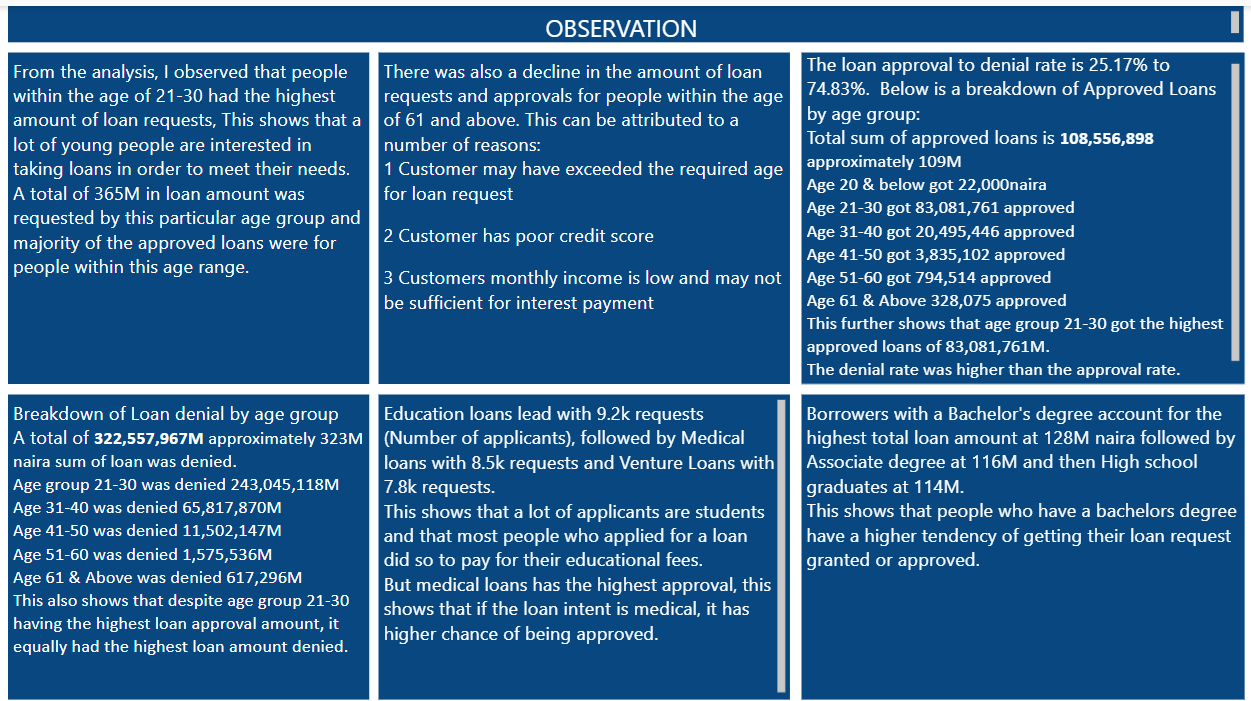 OBSERVATION
From the analysis, I observed that people
within the age of 21-30 had the highest
amount of loan requests, This shows that a
lot of young people are interested in
taking loans in order to meet their needs.
A total of 365M in loan amount was
requested by this particular age group and
majority of the approved loans were for
people within this age range.
There was also a decline in the amount of loan
requests and approvals for people within the age
of 61 and above. This can be attributed to a
number of reasons:
1 Customer may have exceeded the required age
for loan request
2 Customer has poor credit score
3 Customers monthly income is low and may not
be sufficient for interest payment
The loan approval to denial rate is 25.17% to
74.83%.  Below is a breakdown of Approved Loans
by age group:
Total sum of approved loans is 108,556,898
approximately 109M
Age 20 & below got 22,000naira
Age 21-30 got 83,081,761 approved
Age 31-40 got 20,495,446 approved
Age 41-50 got 3,835,102 approved
Age 51-60 got 794,514 approved
Age 61 & Above 328,075 approved
This further shows that age group 21-30 got the highest
approved loans of 83,081,761M.
The denial rate was higher than the approval rate.
Breakdown of Loan denial by age group
A total of 322,557,967M approximately 323M
naira sum of loan was denied.
Age group 21-30 was denied 243,045,118M
Age 31-40 was denied 65,817,870M
Age 41-50 was denied 11,502,147M
Age 51-60 was denied 1,575,536M
Age 61 & Above was denied 617,296M
This also shows that despite age group 21-30
having the highest loan approval amount, it
equally had the highest loan amount denied.
Education loans lead with 9.2k requests
(Number of applicants), followed by Medical
loans with 8.5k requests and Venture Loans with
7.8k requests.
This shows that a lot of applicants are students
and that most people who applied for a loan
did so to pay for their educational fees.
But medical loans has the highest approval, this
shows that if the loan intent is medical, it has
higher chance of being approved.
Borrowers with a Bachelor's degree account for the
highest total loan amount at 128M naira followed by
Associate degree at 116M and then High school
graduates at 114M.
This shows that people who have a bachelors degree
have a higher tendency of getting their loan request
granted or approved.